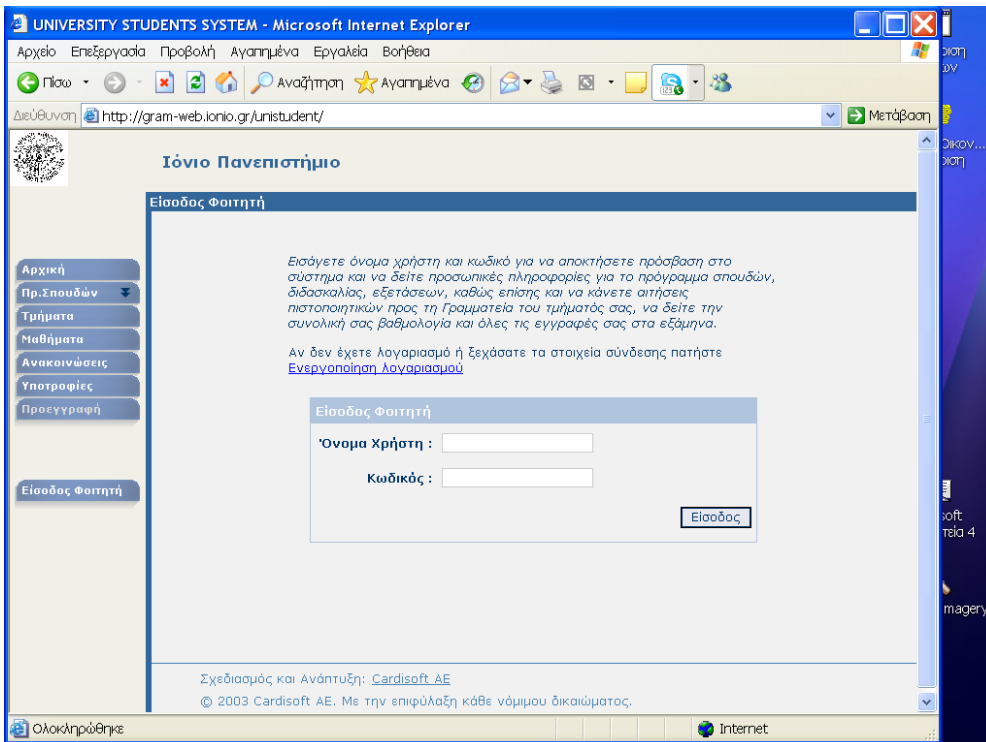 UNIVERSITY STUDENTS SYSTEM - Microsoft Internet Explorer
Αρχείο Επεξεργασία Προβολή Αγαπημένα Εργαλεία Βοήθεια
Πίσω Αναζήτηση Αγαπημένα
Διεύθυνση http://gram-web.ionio.gr/unistudent/ Μετάβαση
Ιόνιο Πανεπιστήμιο
Είσοδος Φοιτητή
Αρχική
Πρ.Σπουδών
Τμήματα
Μαθήματα
Ανακοινώσεις
Υποτροφίες
Προεγγραφή
Είσοδος Φοιτητή
Εισάγετε όνομα χρήστη και κωδικό για να αποκτήσετε πρόσβαση στο
σύστημα και να δείτε προσωπικές πληροφορίες για το πρόγραμμα σπουδών,
διδασκαλίας, εξετάσεων, καθώς επίσης και να κάνετε αιτήσεις
πιστοποιητικών προς τη Γραμματεία του τμήματός σας, να δείτε την
συνολική σας βαθμολογία και όλες τις εγγραφές σας στα εξάμηνα.
Αν δεν έχετε λογαριασμό ή ξεχάσατε τα στοιχεία σύνδεσης πατήστε
Ενεργοποίηση λογαριασμού
Είσοδος Φοιτητή
Όνομα Χρήστη :
Κωδικός :
Είσοδος
Σχεδιασμός και Ανάπτυξη: Cardisoft AE
© 2003 Cardisoft AE. Με την επιφύλαξη κάθε νόμιμου δικαιώματος.
Ολοκληρώθηκε Internet